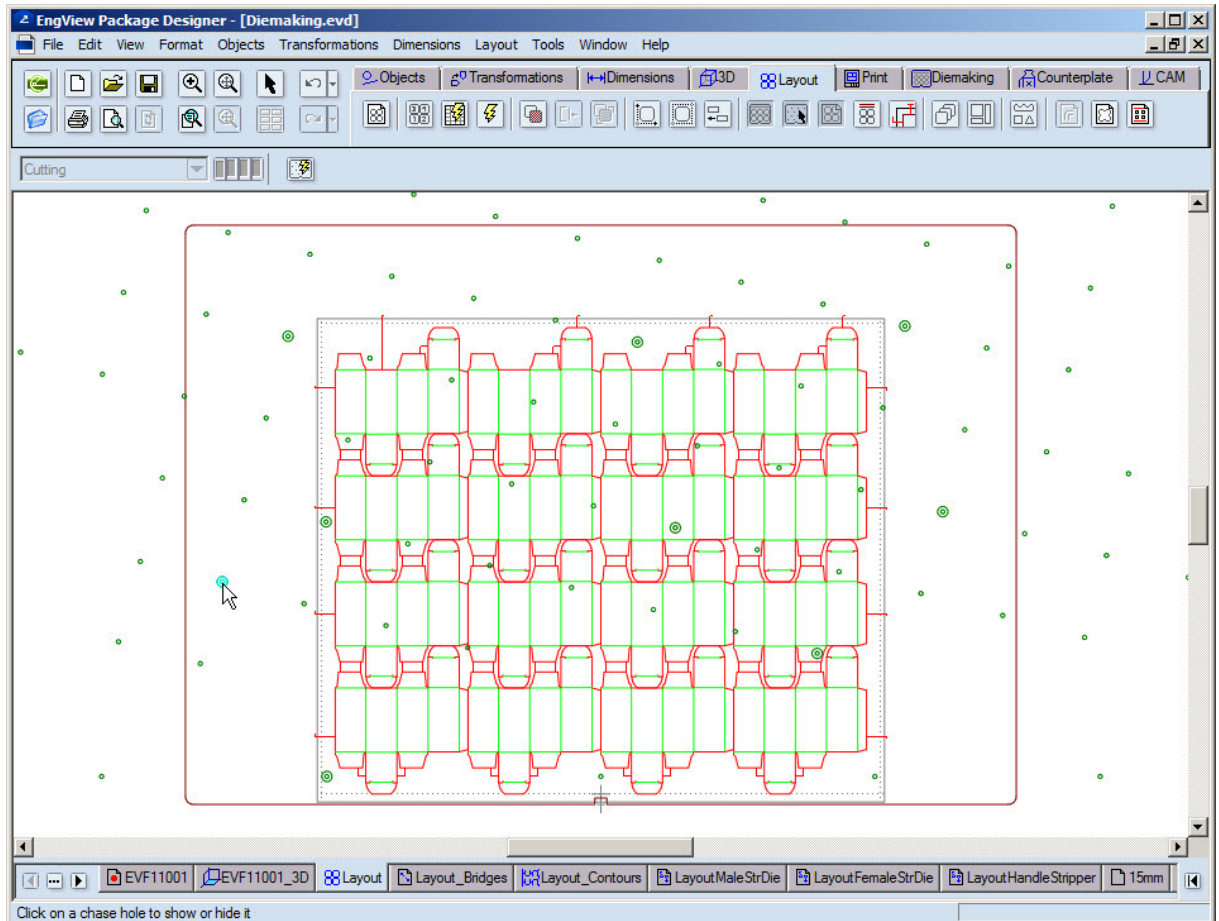 EngView Package Designer - [Diemaking.evd]
File Edit View Format Objects Transformations Dimensions Layout Tools Window Help
Objects Transformations Dimensions 3D Layout Print Diemaking Counterplate CAM
Cutting
EVF11001 EVF11001_3D Layout Layout_Bridges Layout_Contours LayoutMaleStrDie LayoutFemaleStrDie LayoutHandleStripper 15mm
Click on a chase hole to show or hide it